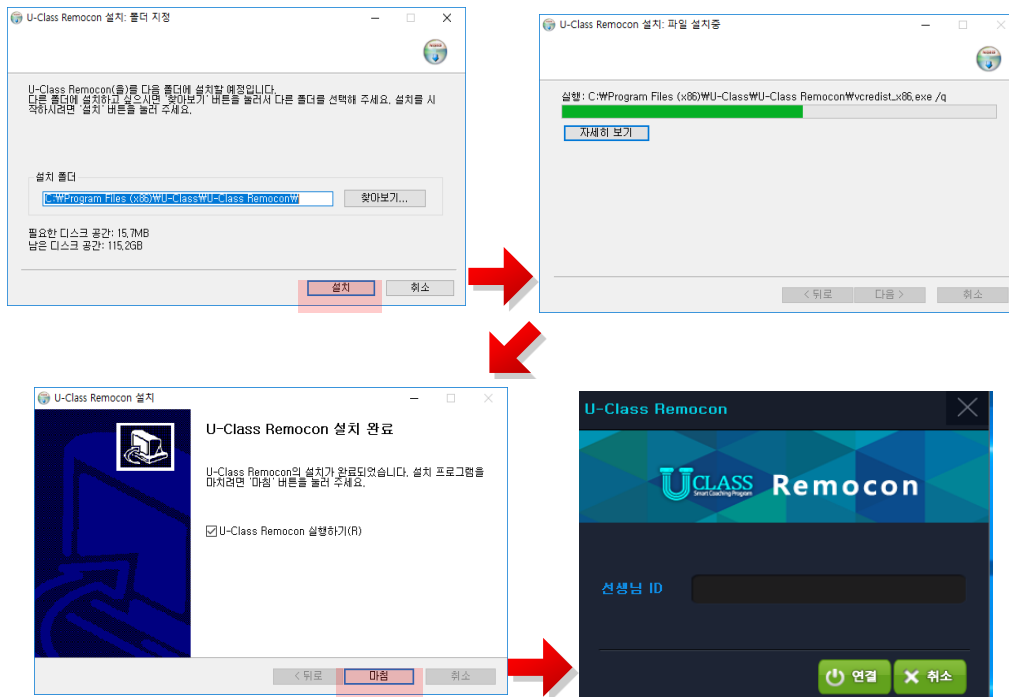 U-Class Remocon 설치: 폴더 지정
U-Class Remocon(을)를 다음 폴더에 설치할 예정입니다.
다른 폴더에 설치하고 싶으시면 '찾아보기' 버튼을 눌러서 다른 폴더를 선택해 주세요. 설치를 시
작하시려면 '설치' 버튼을 눌러 주세요.
설치 폴더
C:₩Program Files (x86)₩U-Class₩U-Class Remocon₩
찾아보기...
필요한 디스크 공간: 15.7MB
남은 디스크 공간: 115.2GB
설치
취소
U-Class Remocon 설치: 파일 설치중
실행: C:₩Program Files (x86)₩U-Class₩U-Class Remocon₩vcredist_x86.exe /q
자세히 보기
< 뒤로
다음 >
취소
U-Class Remocon 설치
U-Class Remocon 설치 완료
U-Class Remocon의 설치가 완료되었습니다. 설치 프로그램을
마치려면 '마침' 버튼을 눌러 주세요.
U-Class Remocon 실행하기(R)
< 뒤로
마침
취소
U-Class Remocon
UCLASS Remocon
Smart Coaching Program
선생님 ID
연결
취소